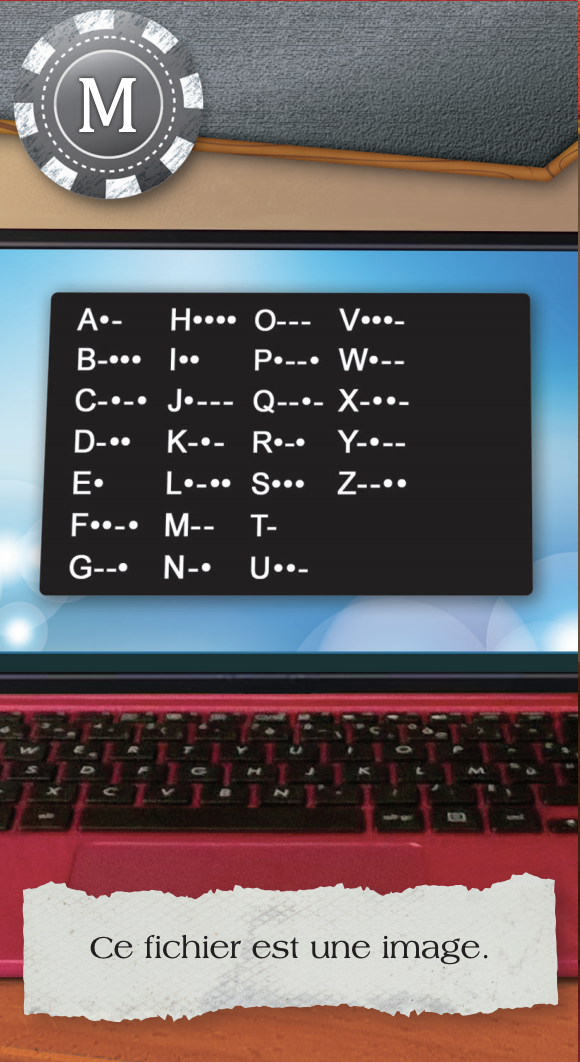 M
A•- H•••• O--- V•••-
B-••• I•• P•--• W•--
C-•-• J•--- Q--•- X-••-
D-•• K-•- R•-• Y-•--
E• L•-•• S••• Z--••
F••-• M-- T-
G--• N-• U••-
W E R T Y U I O P
S D F G H J K L M
X C V B N
Ce fichier est une image.